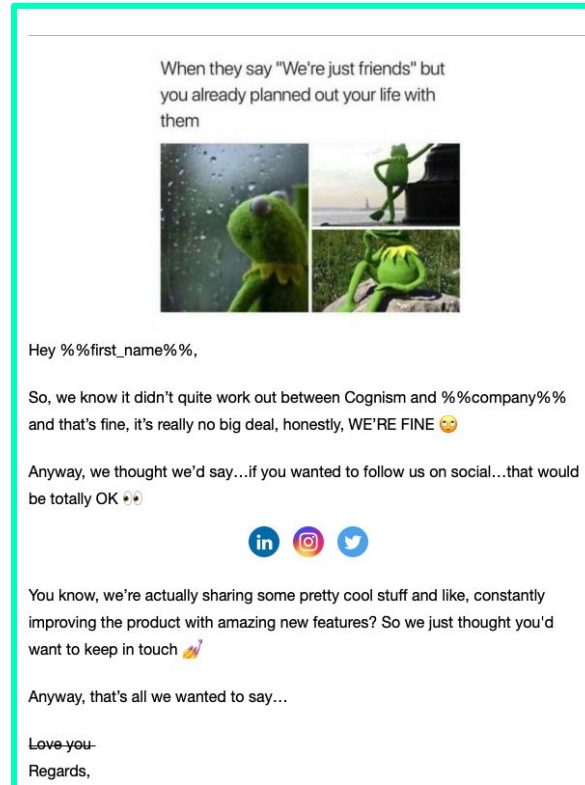 When they say "We're just friends" but
you already planned out your life with
them
Hey %%first_name%%,
So, we know it didn’t quite work out between Cognism and %%company%%
and that’s fine, it’s really no big deal, honestly, WE’RE FINE 🙄
Anyway, we thought we’d say…if you wanted to follow us on social…that would
be totally OK 👀
in
You know, we’re actually sharing some pretty cool stuff and like, constantly
improving the product with amazing new features? So we just thought you'd
want to keep in touch 💅
Anyway, that’s all we wanted to say…
Love you
Regards,